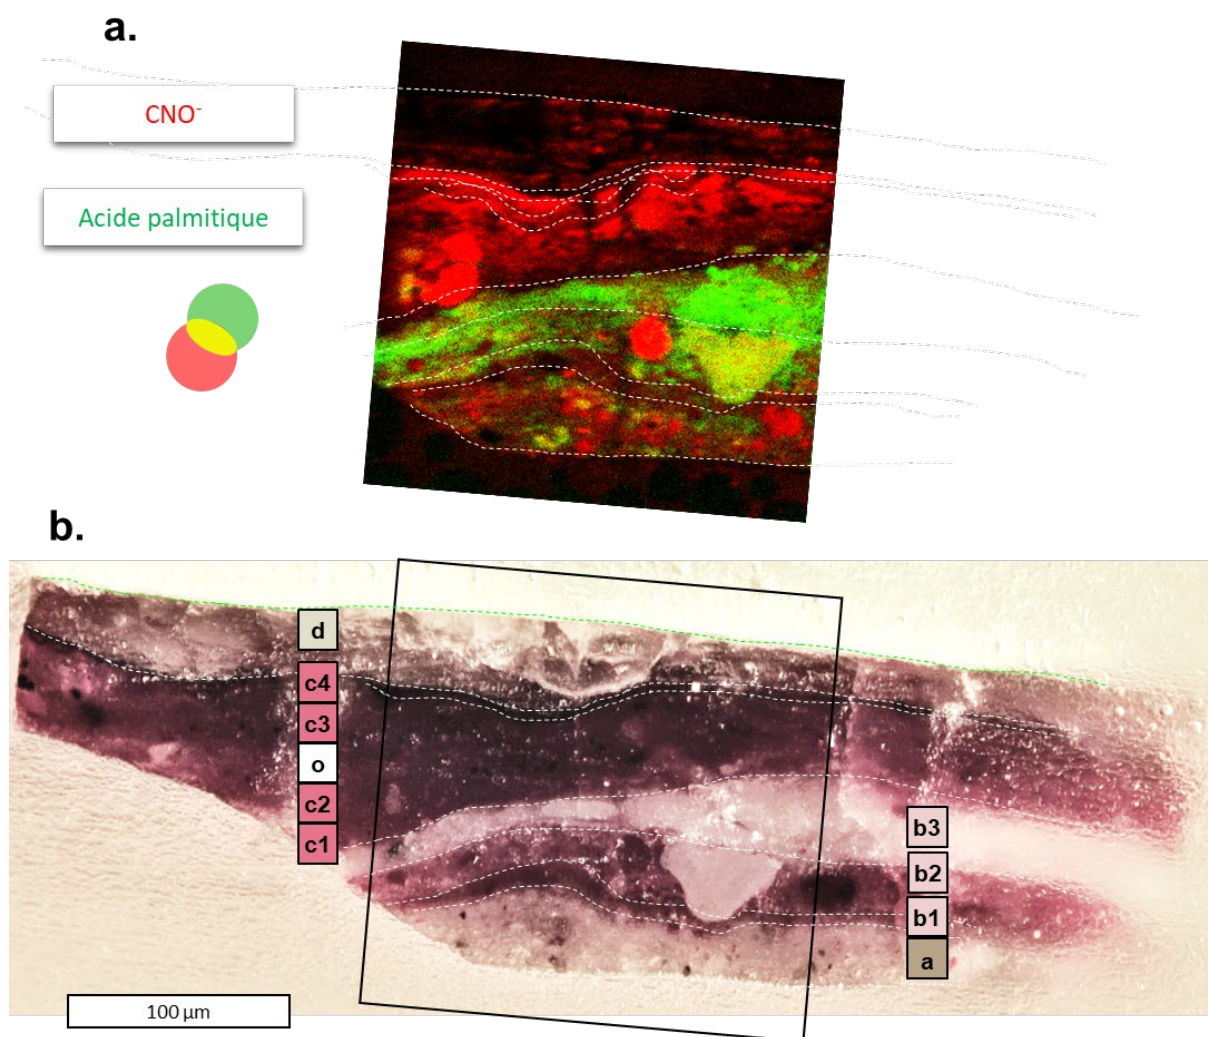 a.
CNO⁻
Acide palmitique
b.
d
c4
c3
o
c2
c1
b3
b2
b1
a
100 µm